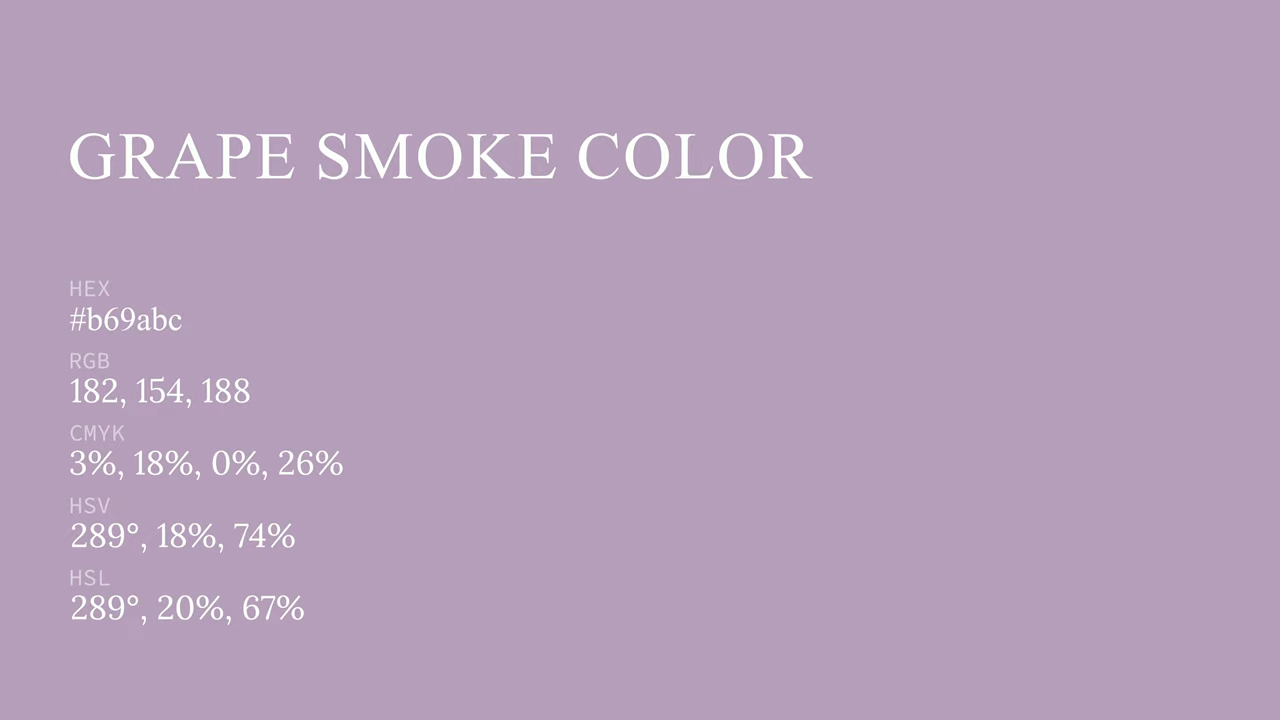 GRAPE SMOKE COLOR
HEX
#b69abc
RGB
182, 154, 188
CMYK
3%, 18%, 0%, 26%
HSV
289°, 18%, 74%
HSL
289°, 20%, 67%